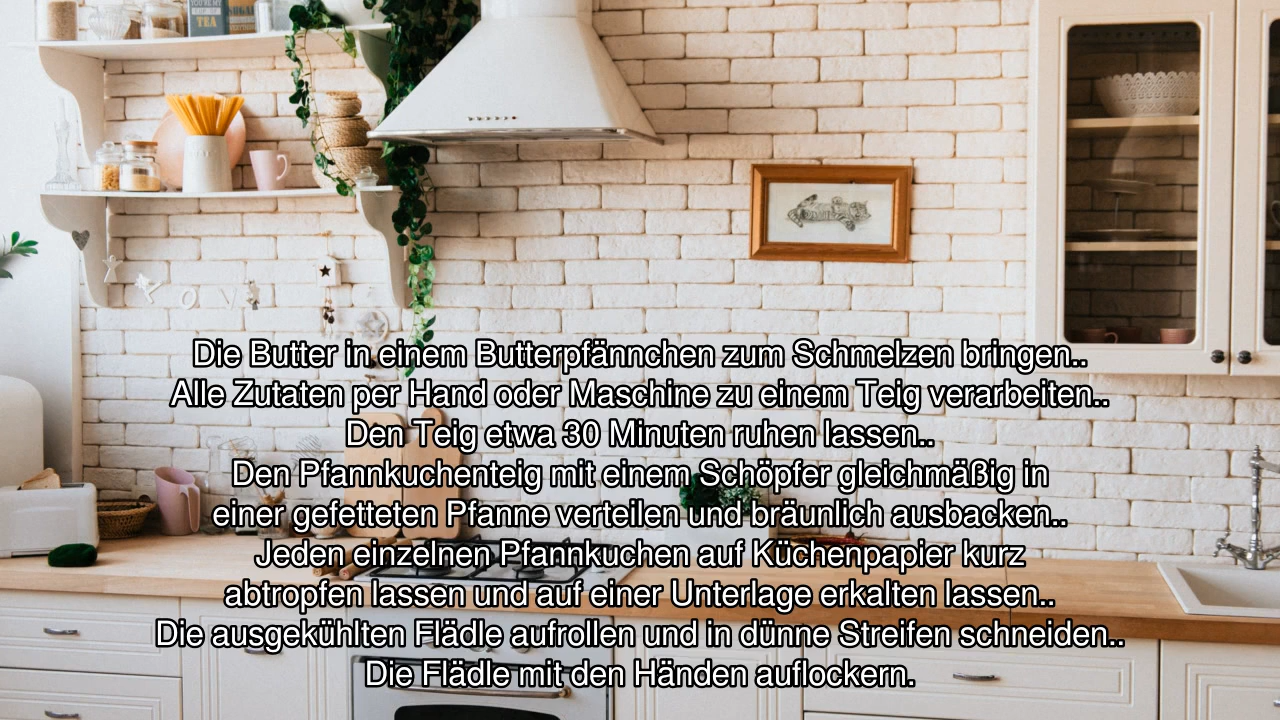 TEA
Die Butter in einem Butterpfännchen zum Schmelzen bringen..
Alle Zutaten per Hand oder Maschine zu einem Teig verarbeiten..
Den Teig etwa 30 Minuten ruhen lassen..
Den Pfannkuchenteig mit einem Schöpfer gleichmäßig in
einer gefetteten Pfanne verteilen und bräunlich ausbacken..
Jeden einzelnen Pfannkuchen auf Küchenpapier kurz
abtropfen lassen und auf einer Unterlage erkalten lassen..
Die ausgekühlten Flädle aufrollen und in dünne Streifen schneiden..
Die Flädle mit den Händen auflockern.